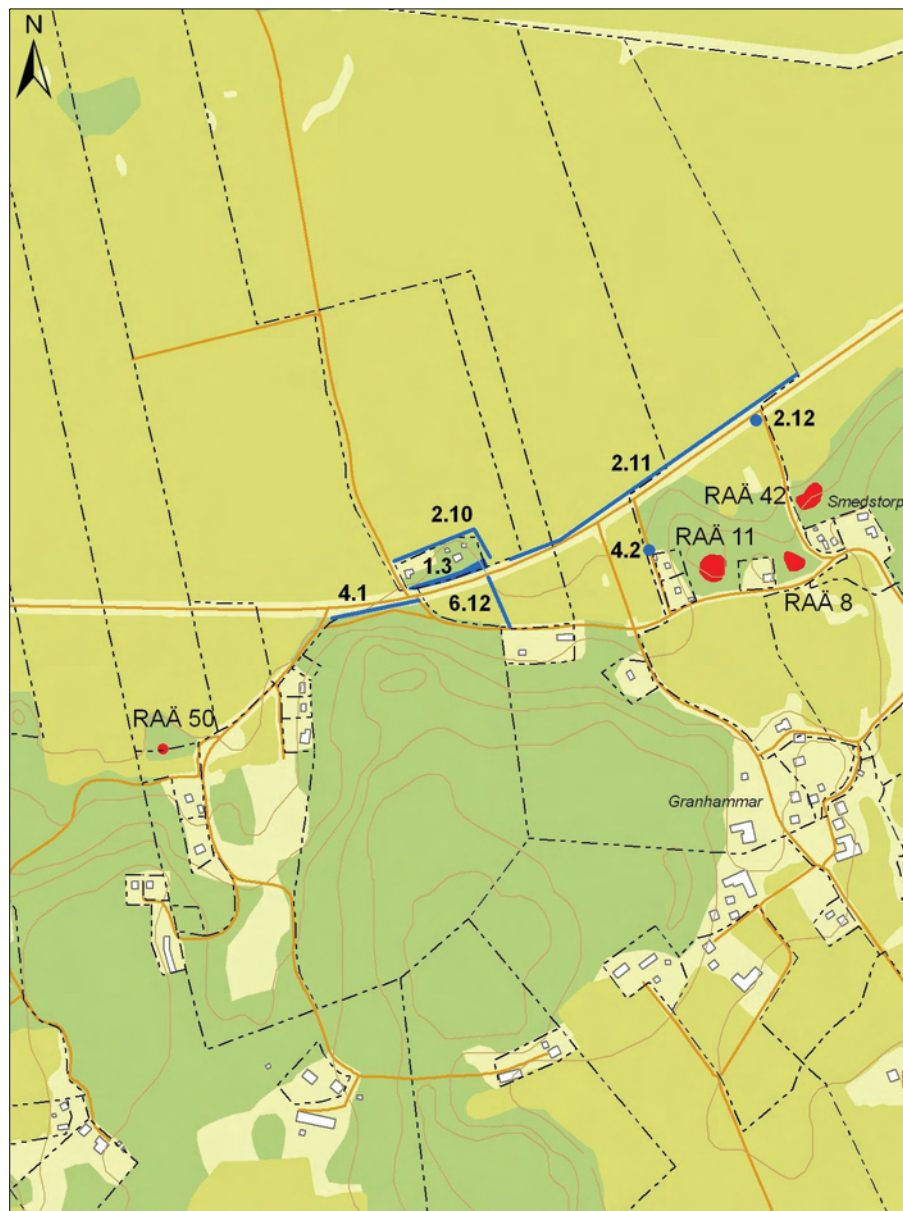 N
2.12
2.11
RAÄ 42
Smedstorp
2.10
RAÄ 11
4.2
1.3
4.1
6.12
RAÄ 8
RAÄ 50
Granhammar